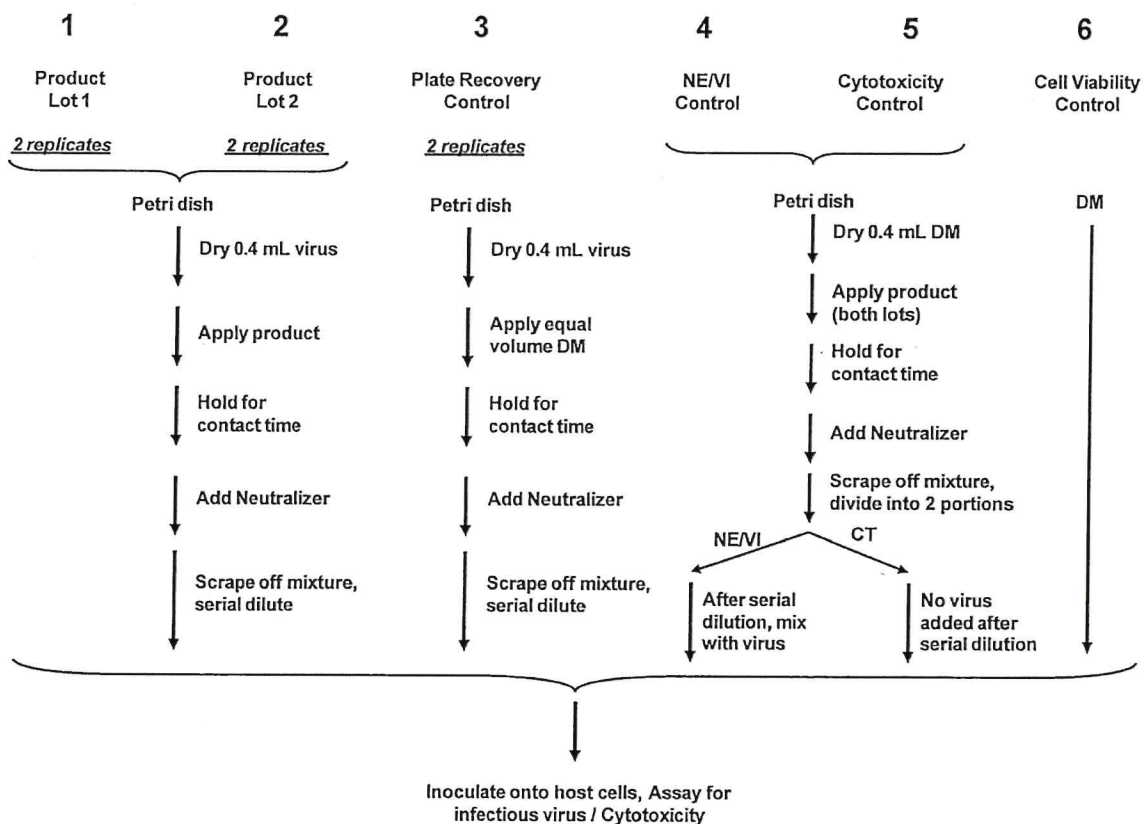 1
2
3
4
5
6
Product
Lot 1
Product
Lot 2
Plate Recovery
Control
NE/VI
Control
Cytotoxicity
Control
Cell Viability
Control
2 replicates
2 replicates
2 replicates
Petri dish
Dry 0.4 mL virus
Apply product
Hold for
contact time
Add Neutralizer
Scrape off mixture,
serial dilute
Petri dish
Dry 0.4 mL virus
Apply equal
volume DM
Hold for
contact time
Add Neutralizer
Scrape off mixture,
serial dilute
Petri dish
Dry 0.4 mL DM
Apply product
(both lots)
Hold for
contact time
Add Neutralizer
Scrape off mixture,
divide into 2 portions
NE/VI
CT
After serial
dilution, mix
with virus
No virus
added after
serial dilution
DM
Inoculate onto host cells, Assay for
infectious virus / Cytotoxicity